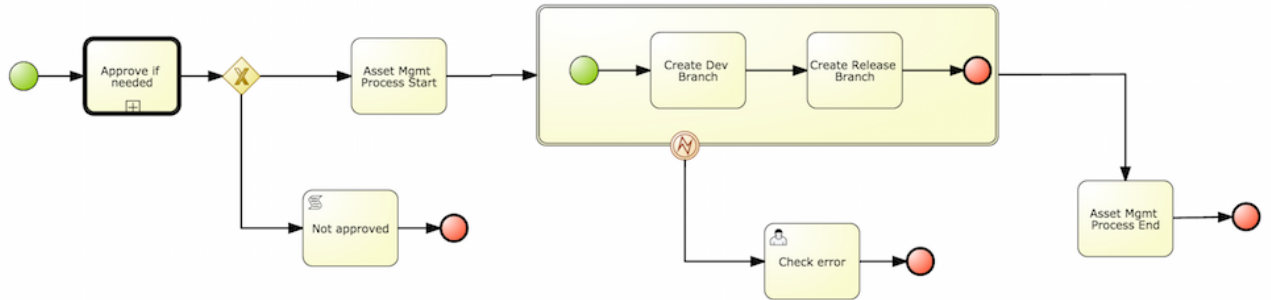 Approve if
needed
Asset Mgmt
Process Start
Create Dev
Branch
Create Release
Branch
Not approved
Check error
Asset Mgmt
Process End